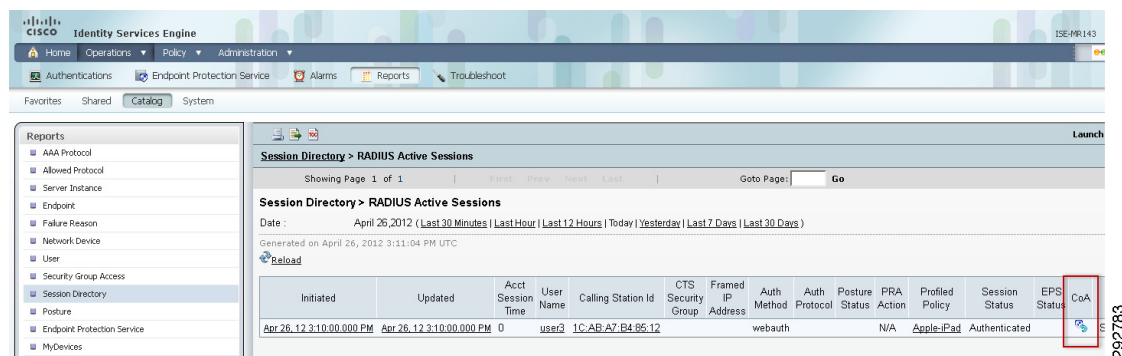 CISCO Identity Services Engine
ISE-MR143
Home Operations Policy Administration
Authentications Endpoint Protection Service Alarms Reports Troubleshoot
Favorites Shared Catalog System
Reports
AAA Protocol
Allowed Protocol
Server Instance
Endpoint
Failure Reason
Network Device
User
Security Group Access
Session Directory
Posture
Endpoint Protection Service
MyDevices
Launch
Session Directory > RADIUS Active Sessions
Showing Page 1 of 1 | First Prev Next Last | Goto Page: Go
Session Directory > RADIUS Active Sessions
Date : April 26,2012 ( Last 30 Minutes | Last Hour | Last 12 Hours | Today | Yesterday | Last 7 Days | Last 30 Days )
Generated on April 26, 2012 3:11:04 PM UTC
Reload
Initiated Updated Acct Session Time User Name Calling Station Id CTS Security Group Framed IP Address Auth Method Auth Protocol Posture Status PRA Action Profiled Policy Session Status EPS Status CoA
Apr 26, 12 3:10:00.000 PM Apr 26, 12 3:10:00.000 PM 0 user3 1C:AB:A7:B4:85:12 webauth N/A Apple-iPad Authenticated S
292783